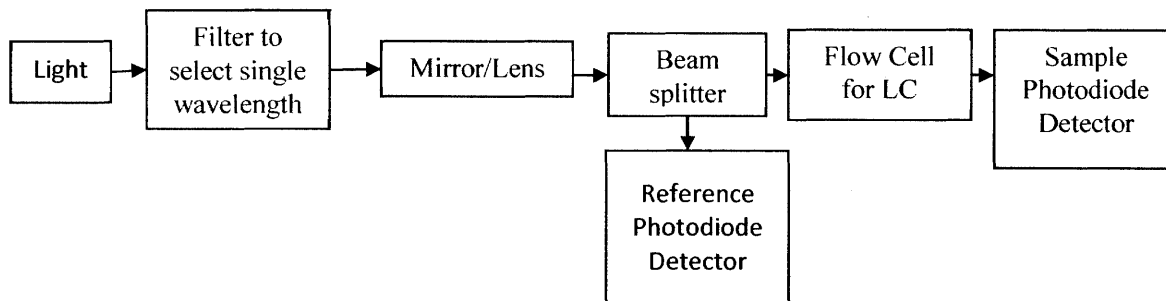 Light
Filter to
select single
wavelength
Mirror/Lens
Beam
splitter
Flow Cell
for LC
Sample
Photodiode
Detector
Reference
Photodiode
Detector